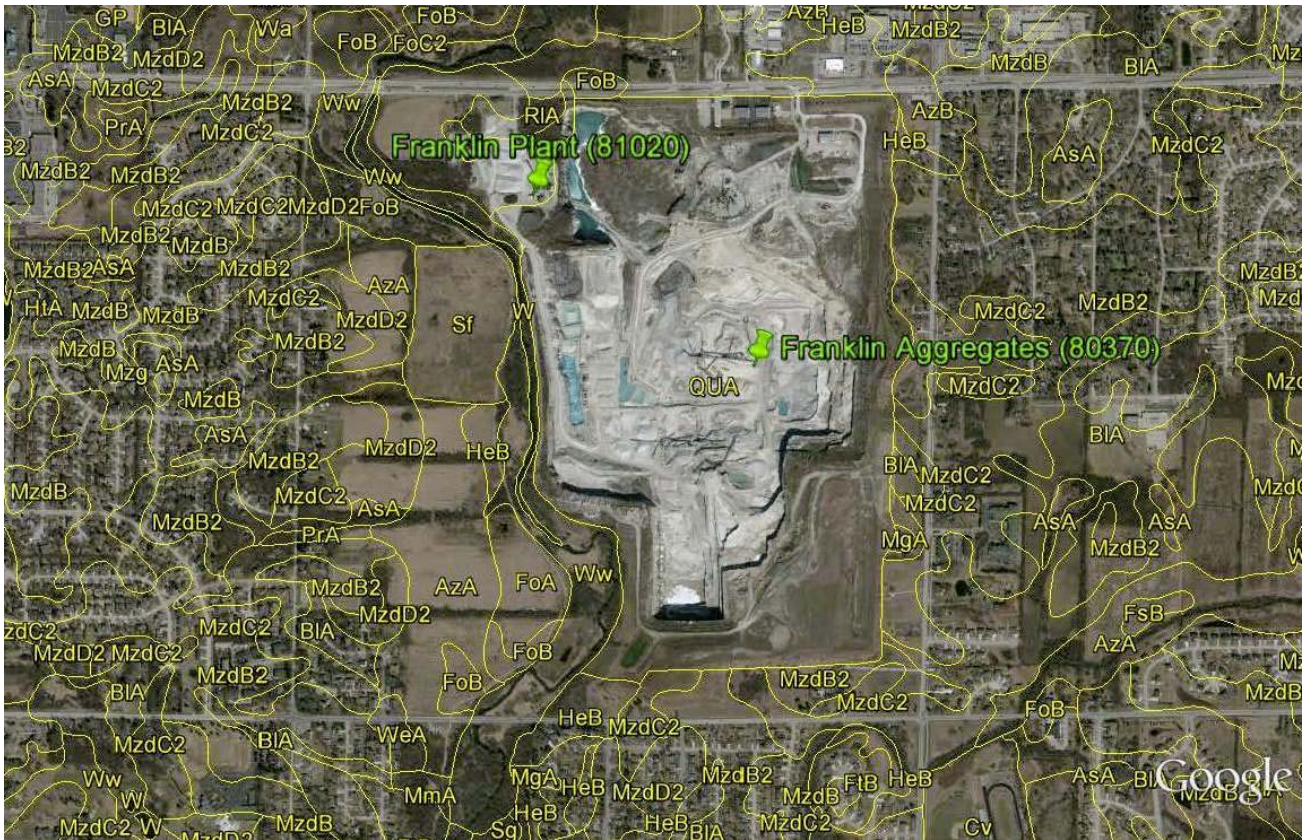 GP
BIA
Wa
FoB
AzB
HeB
MzdB2
MzdD2
FoB
FoC2
MzdB2
AsA
MzdC2
FoB
MzdB
BIA
MzdB2
Ww
AzB
PrA
MzdC2
RIA
HeB
AsA
MzdC2
Franklin Plant (81020)
MzdB2
MzdB2
Ww
MzdC2
MzdC2
MzdD2
FoB
MzdB2
MzdB
MzdB2
AsA
MzdB2
AzA
MzdB2
HtA
MzdB
MzdB
MzdC2
MzdD2
Sf
W
MzdC2
MzdB2
MzdB
AsA
MzdB2
Franklin Aggregates (80370)
Mzg
QUA
MzdC2
MzdB
AsA
MzdD2
HeB
BIA
MzdB2
BIA
MzdC2
MzdB
MzdC2
MzdC2
AsA
MzdB2
AsA
AsA
PrA
MgA
MzdB2
MzdB2
AzA
FoA
Ww
MzdD2
FsB
MzdC2
BIA
AzA
MzdD2
MzdC2
FoB
MzdB2
FoB
MzdB2
BIA
MzdC2
FoB
MzdB2
HeB
MzdC2
MzdC2
BIA
WeA
Ww
MgA
HeB
MzdB2
FtB
HeB
AsA
BIA
Google
W
MmA
MzdD2
MzdB
MzdB
HeB
MzdC2
W
MzdD2
MzdB
Sg
HeB
BIA
Cv